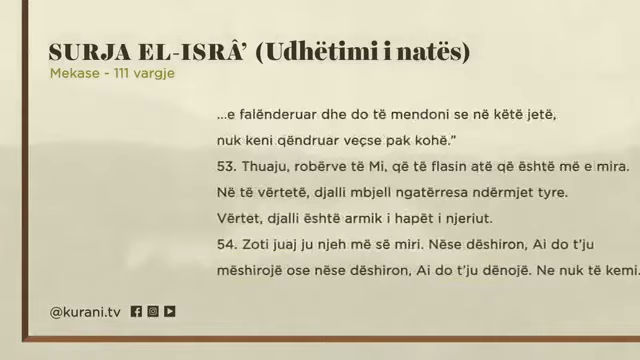 SURJA EL-ISRÂ’ (Udhëtimi i natës)
Mekase - 111 vargje
...e falënderuar dhe do të mendoni se në këtë jetë,
nuk keni qëndruar veçse pak kohë.”
53. Thuaju, robërve të Mi, që të flasin atë që është më e mira.
Në të vërtetë, djalli mbjell ngatërresa ndërmjet tyre.
Vërtet, djalli është armik i hapët i njeriut.
54. Zoti juaj ju njeh më së miri. Nëse dëshiron, Ai do t’ju
mëshirojë ose nëse dëshiron, Ai do t’ju dënojë. Ne nuk të kemi...
@kurani.tv